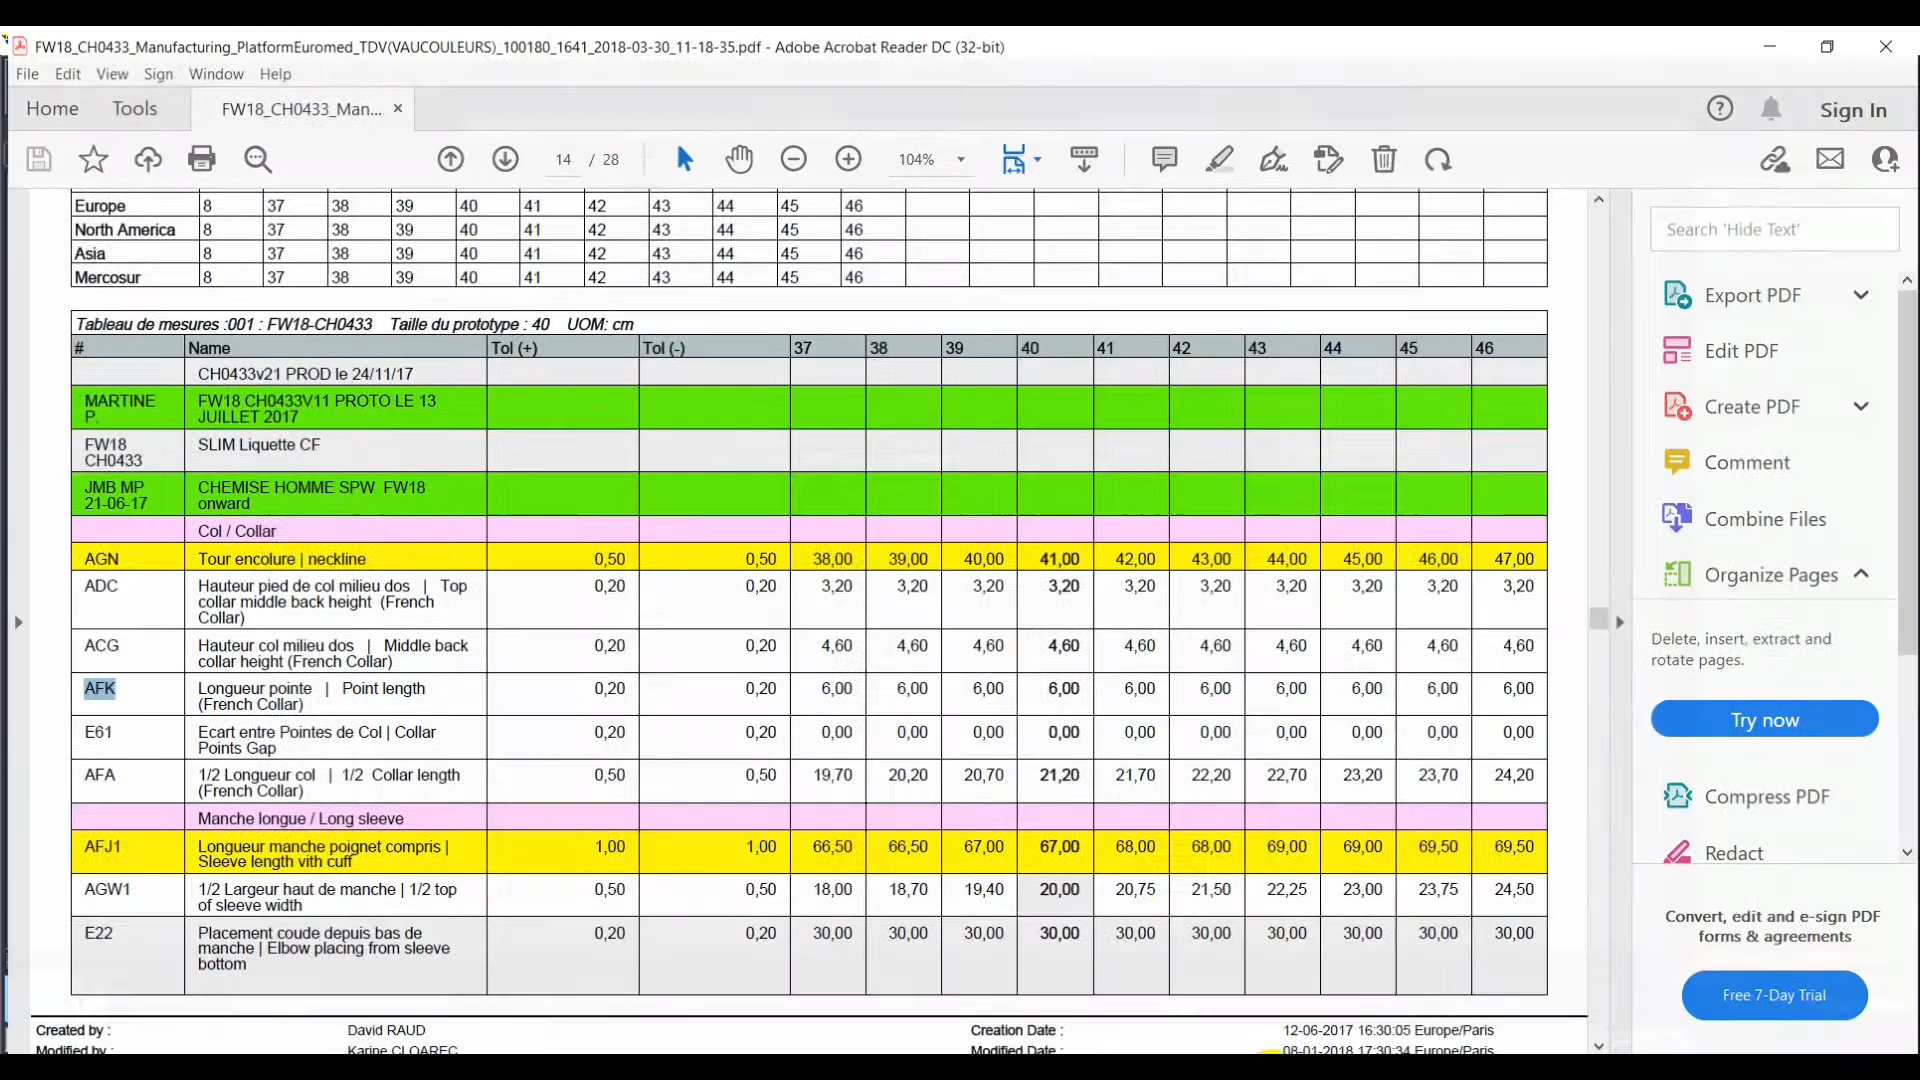 FW18_CH0433_Manufacturing_PlatformEuromed_TDV(VAUCOULEURS)_100180_1641_2018-03-30_11-18-35.pdf - Adobe Acrobat Reader DC (32-bit)
File Edit View Sign Window Help
Home Tools FW18_CH0433_Man... Sign In
14 / 28 104%
Europe 8 37 38 39 40 41 42 43 44 45 46
North America 8 37 38 39 40 41 42 43 44 45 46
Asia 8 37 38 39 40 41 42 43 44 45 46
Mercosur 8 37 38 39 40 41 42 43 44 45 46
Tableau de mesures :001 : FW18-CH0433 Taille du prototype : 40 UOM: cm
# Name Tol (+) Tol (-) 37 38 39 40 41 42 43 44 45 46
CH0433v21 PROD le 24/11/17
MARTINE FW18 CH0433V11 PROTO LE 13
P. JUILLET 2017
FW18 SLIM Liquette CF
CH0433
JMB MP CHEMISE HOMME SPW FW18
21-06-17 onward
Col / Collar
AGN Tour encolure | neckline 0,50 0,50 38,00 39,00 40,00 41,00 42,00 43,00 44,00 45,00 46,00 47,00
ADC Hauteur pied de col milieu dos | Top 0,20 0,20 3,20 3,20 3,20 3,20 3,20 3,20 3,20 3,20 3,20 3,20
collar middle back height (French
Collar)
ACG Hauteur col milieu dos | Middle back 0,20 0,20 4,60 4,60 4,60 4,60 4,60 4,60 4,60 4,60 4,60 4,60
collar height (French Collar)
AFK Longueur pointe | Point length 0,20 0,20 6,00 6,00 6,00 6,00 6,00 6,00 6,00 6,00 6,00 6,00
(French Collar)
E61 Ecart entre Pointes de Col | Collar 0,20 0,20 0,00 0,00 0,00 0,00 0,00 0,00 0,00 0,00 0,00 0,00
Points Gap
AFA 1/2 Longueur col | 1/2 Collar length 0,50 0,50 19,70 20,20 20,70 21,20 21,70 22,20 22,70 23,20 23,70 24,20
(French Collar)
Manche longue / Long sleeve
AFJ1 Longueur manche poignet compris | 1,00 1,00 66,50 66,50 67,00 67,00 68,00 68,00 69,00 69,00 69,50 69,50
Sleeve length vith cuff
AGW1 1/2 Largeur haut de manche | 1/2 top 0,50 0,50 18,00 18,70 19,40 20,00 20,75 21,50 22,25 23,00 23,75 24,50
of sleeve width
E22 Placement coude depuis bas de 0,20 0,20 30,00 30,00 30,00 30,00 30,00 30,00 30,00 30,00 30,00 30,00
manche | Elbow placing from sleeve
bottom
Created by : David RAUD Creation Date : 12-06-2017 16:30:05 Europe/Paris
Modified by : Karine CLOAREC Modified Date : 08-01-2018 17:30:34 Europe/Paris
Search 'Hide Text'
Export PDF
Edit PDF
Create PDF
Comment
Combine Files
Organize Pages
Delete, insert, extract and
rotate pages.
Try now
Compress PDF
Redact
Convert, edit and e-sign PDF
forms & agreements
Free 7-Day Trial